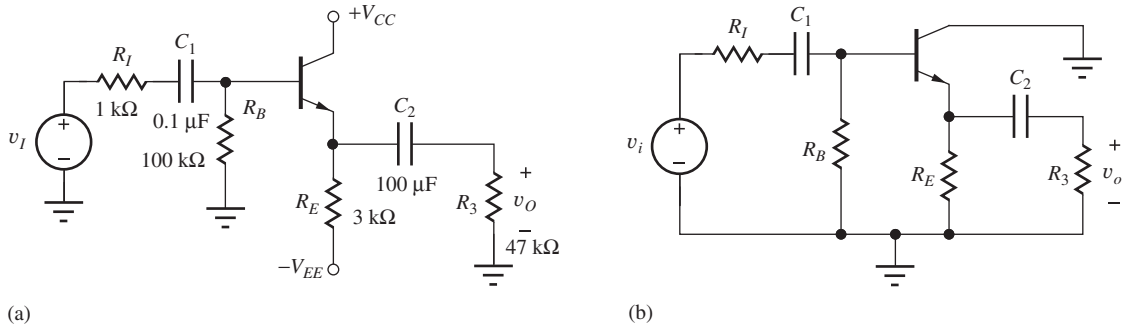 +V_CC
R_I
C_1
1 kΩ
0.1 μF
R_B
100 kΩ
v_I
+
−
C_2
100 μF
R_E
3 kΩ
R_3
+
v_O
−
47 kΩ
−V_EE
(a)
R_I
C_1
C_2
v_i
+
−
R_B
R_E
R_3
+
v_o
−
(b)